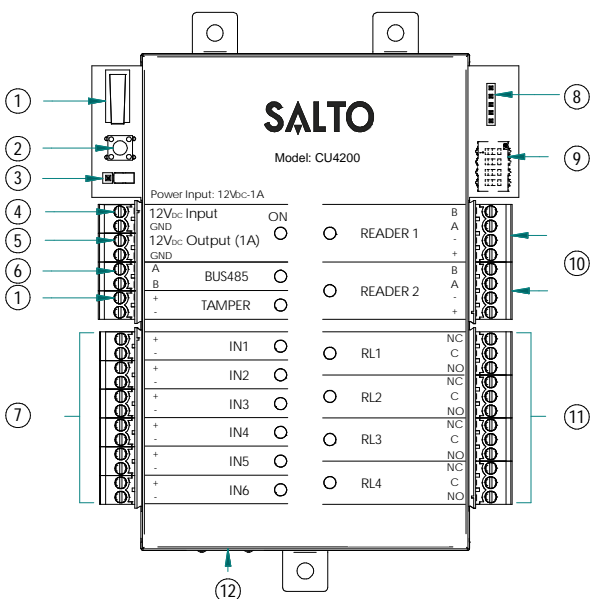 SALTO
Model: CU4200
Power Input: 12VDC-1A
12VDC Input
GND
12VDC Output (1A)
GND
ON
A
B
BUS485
+
-
TAMPER
+
-
IN1
+
-
IN2
+
-
IN3
+
-
IN4
+
-
IN5
+
-
IN6
READER 1
B
A
-
+
READER 2
B
A
-
+
RL1
NC
C
NO
RL2
NC
C
NO
RL3
NC
C
NO
RL4
NC
C
NO
1
2
3
4
5
6
1
7
8
9
10
11
12